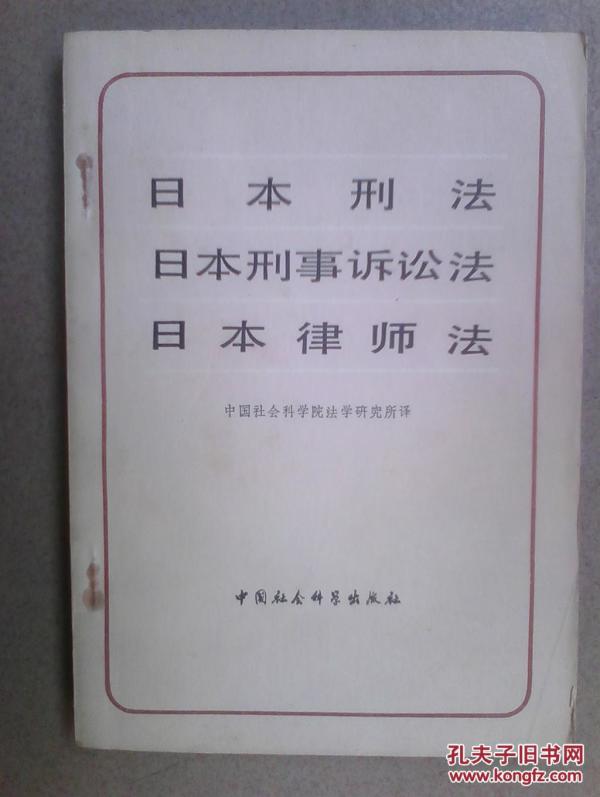 日本刑法
日本刑事诉讼法
日本律师法
中国社会科学院法学研究所译
中国社会科学出版社
孔夫子旧书网
www.kongfz.com